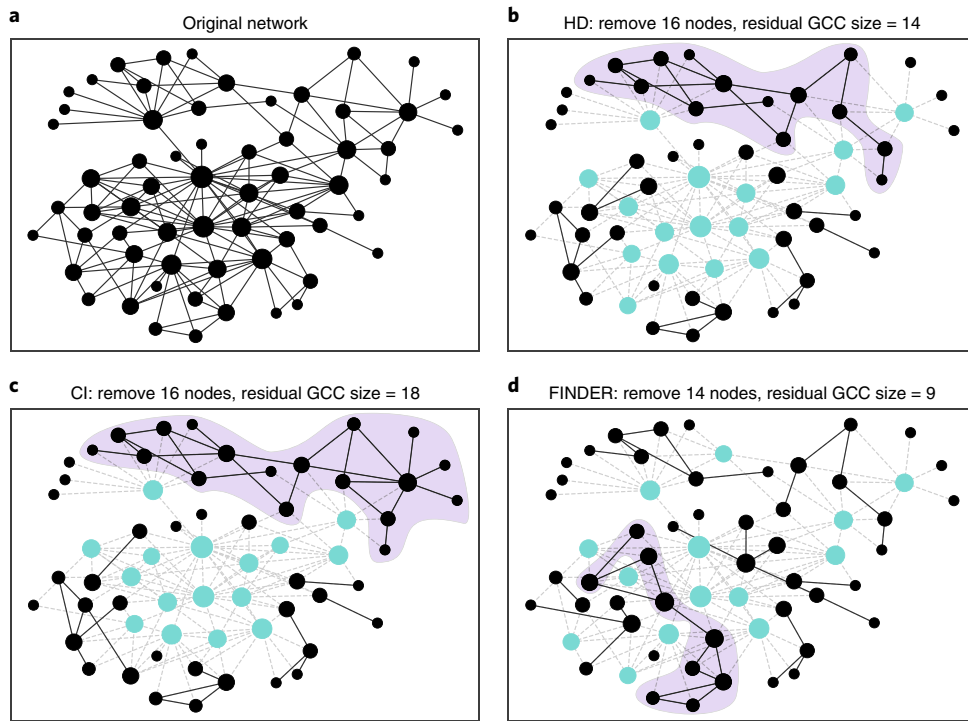 a
Original network
b
HD: remove 16 nodes, residual GCC size = 14
c
CI: remove 16 nodes, residual GCC size = 18
d
FINDER: remove 14 nodes, residual GCC size = 9